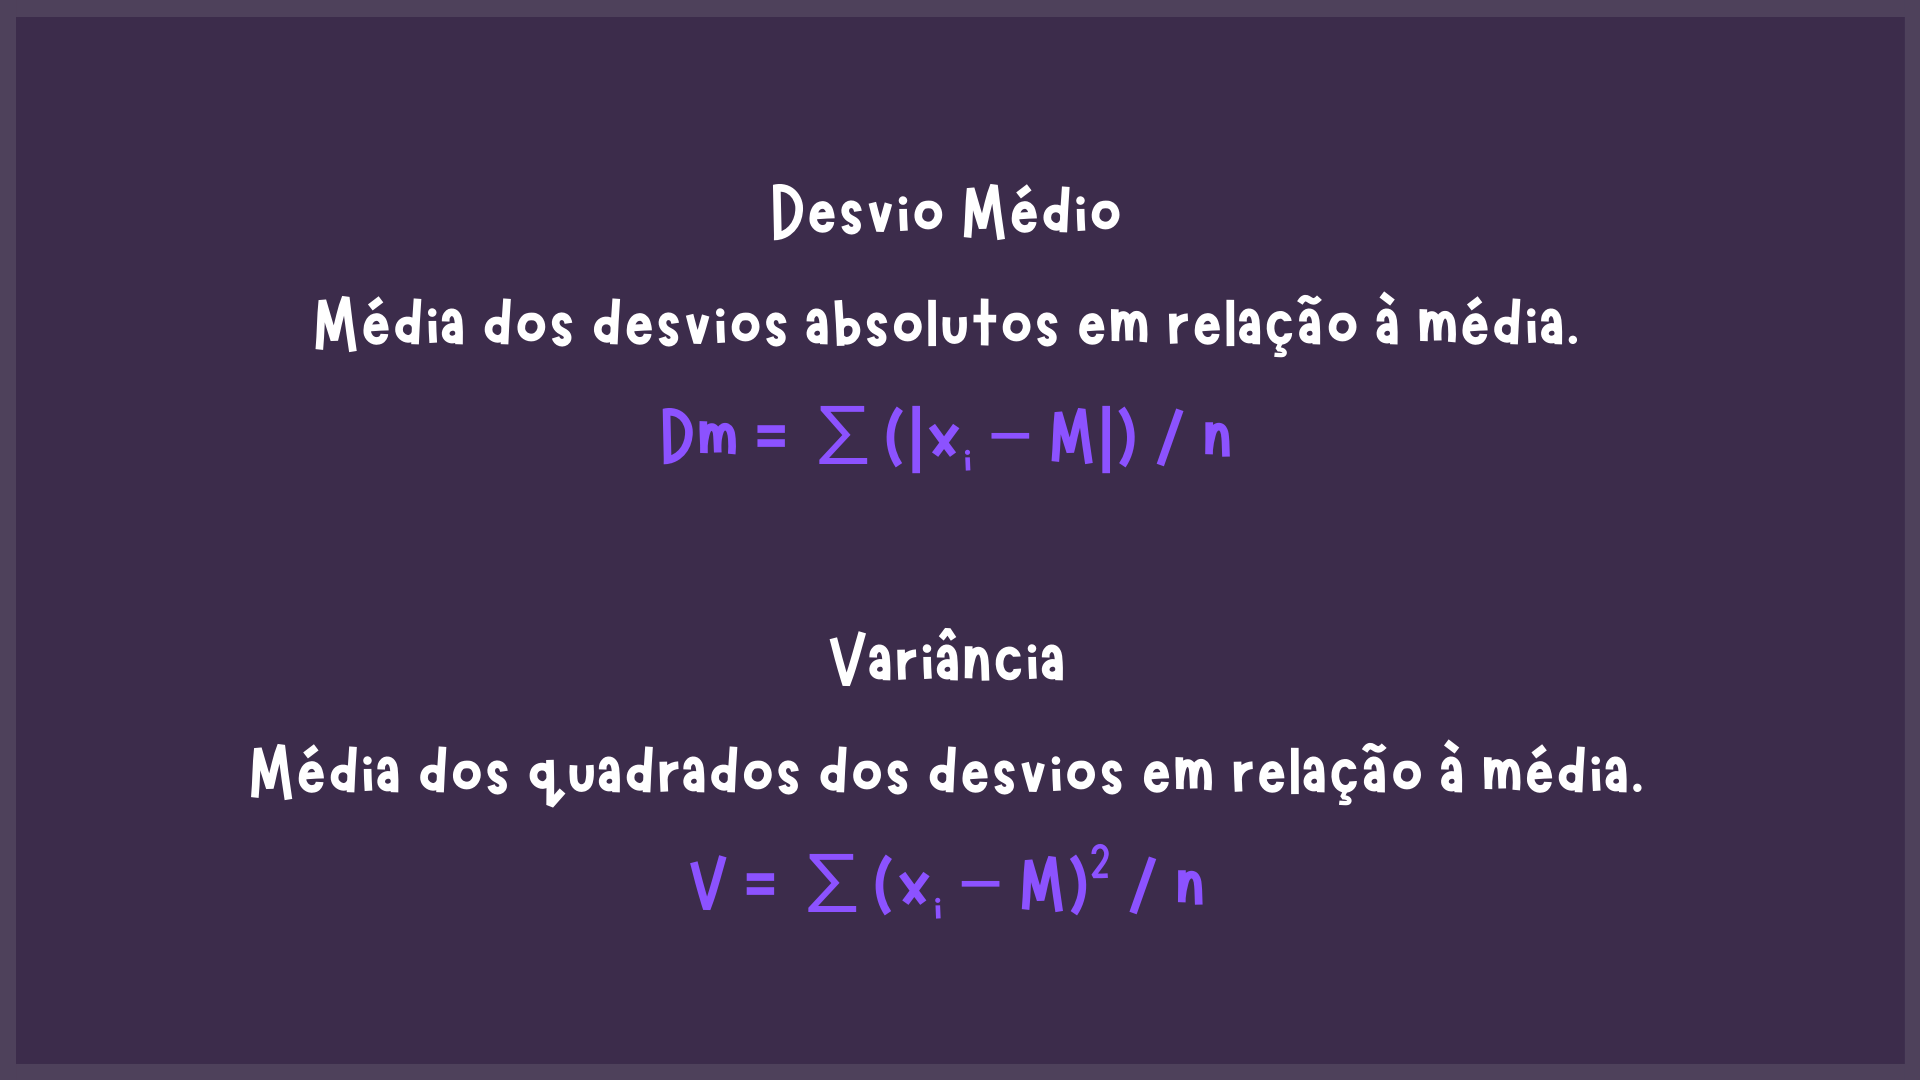 Desvio Médio
Média dos desvios absolutos em relação à média.
Dm = ∑ (|xᵢ − M|) / n
Variância
Média dos quadrados dos desvios em relação à média.
V = ∑ (xᵢ − M)² / n